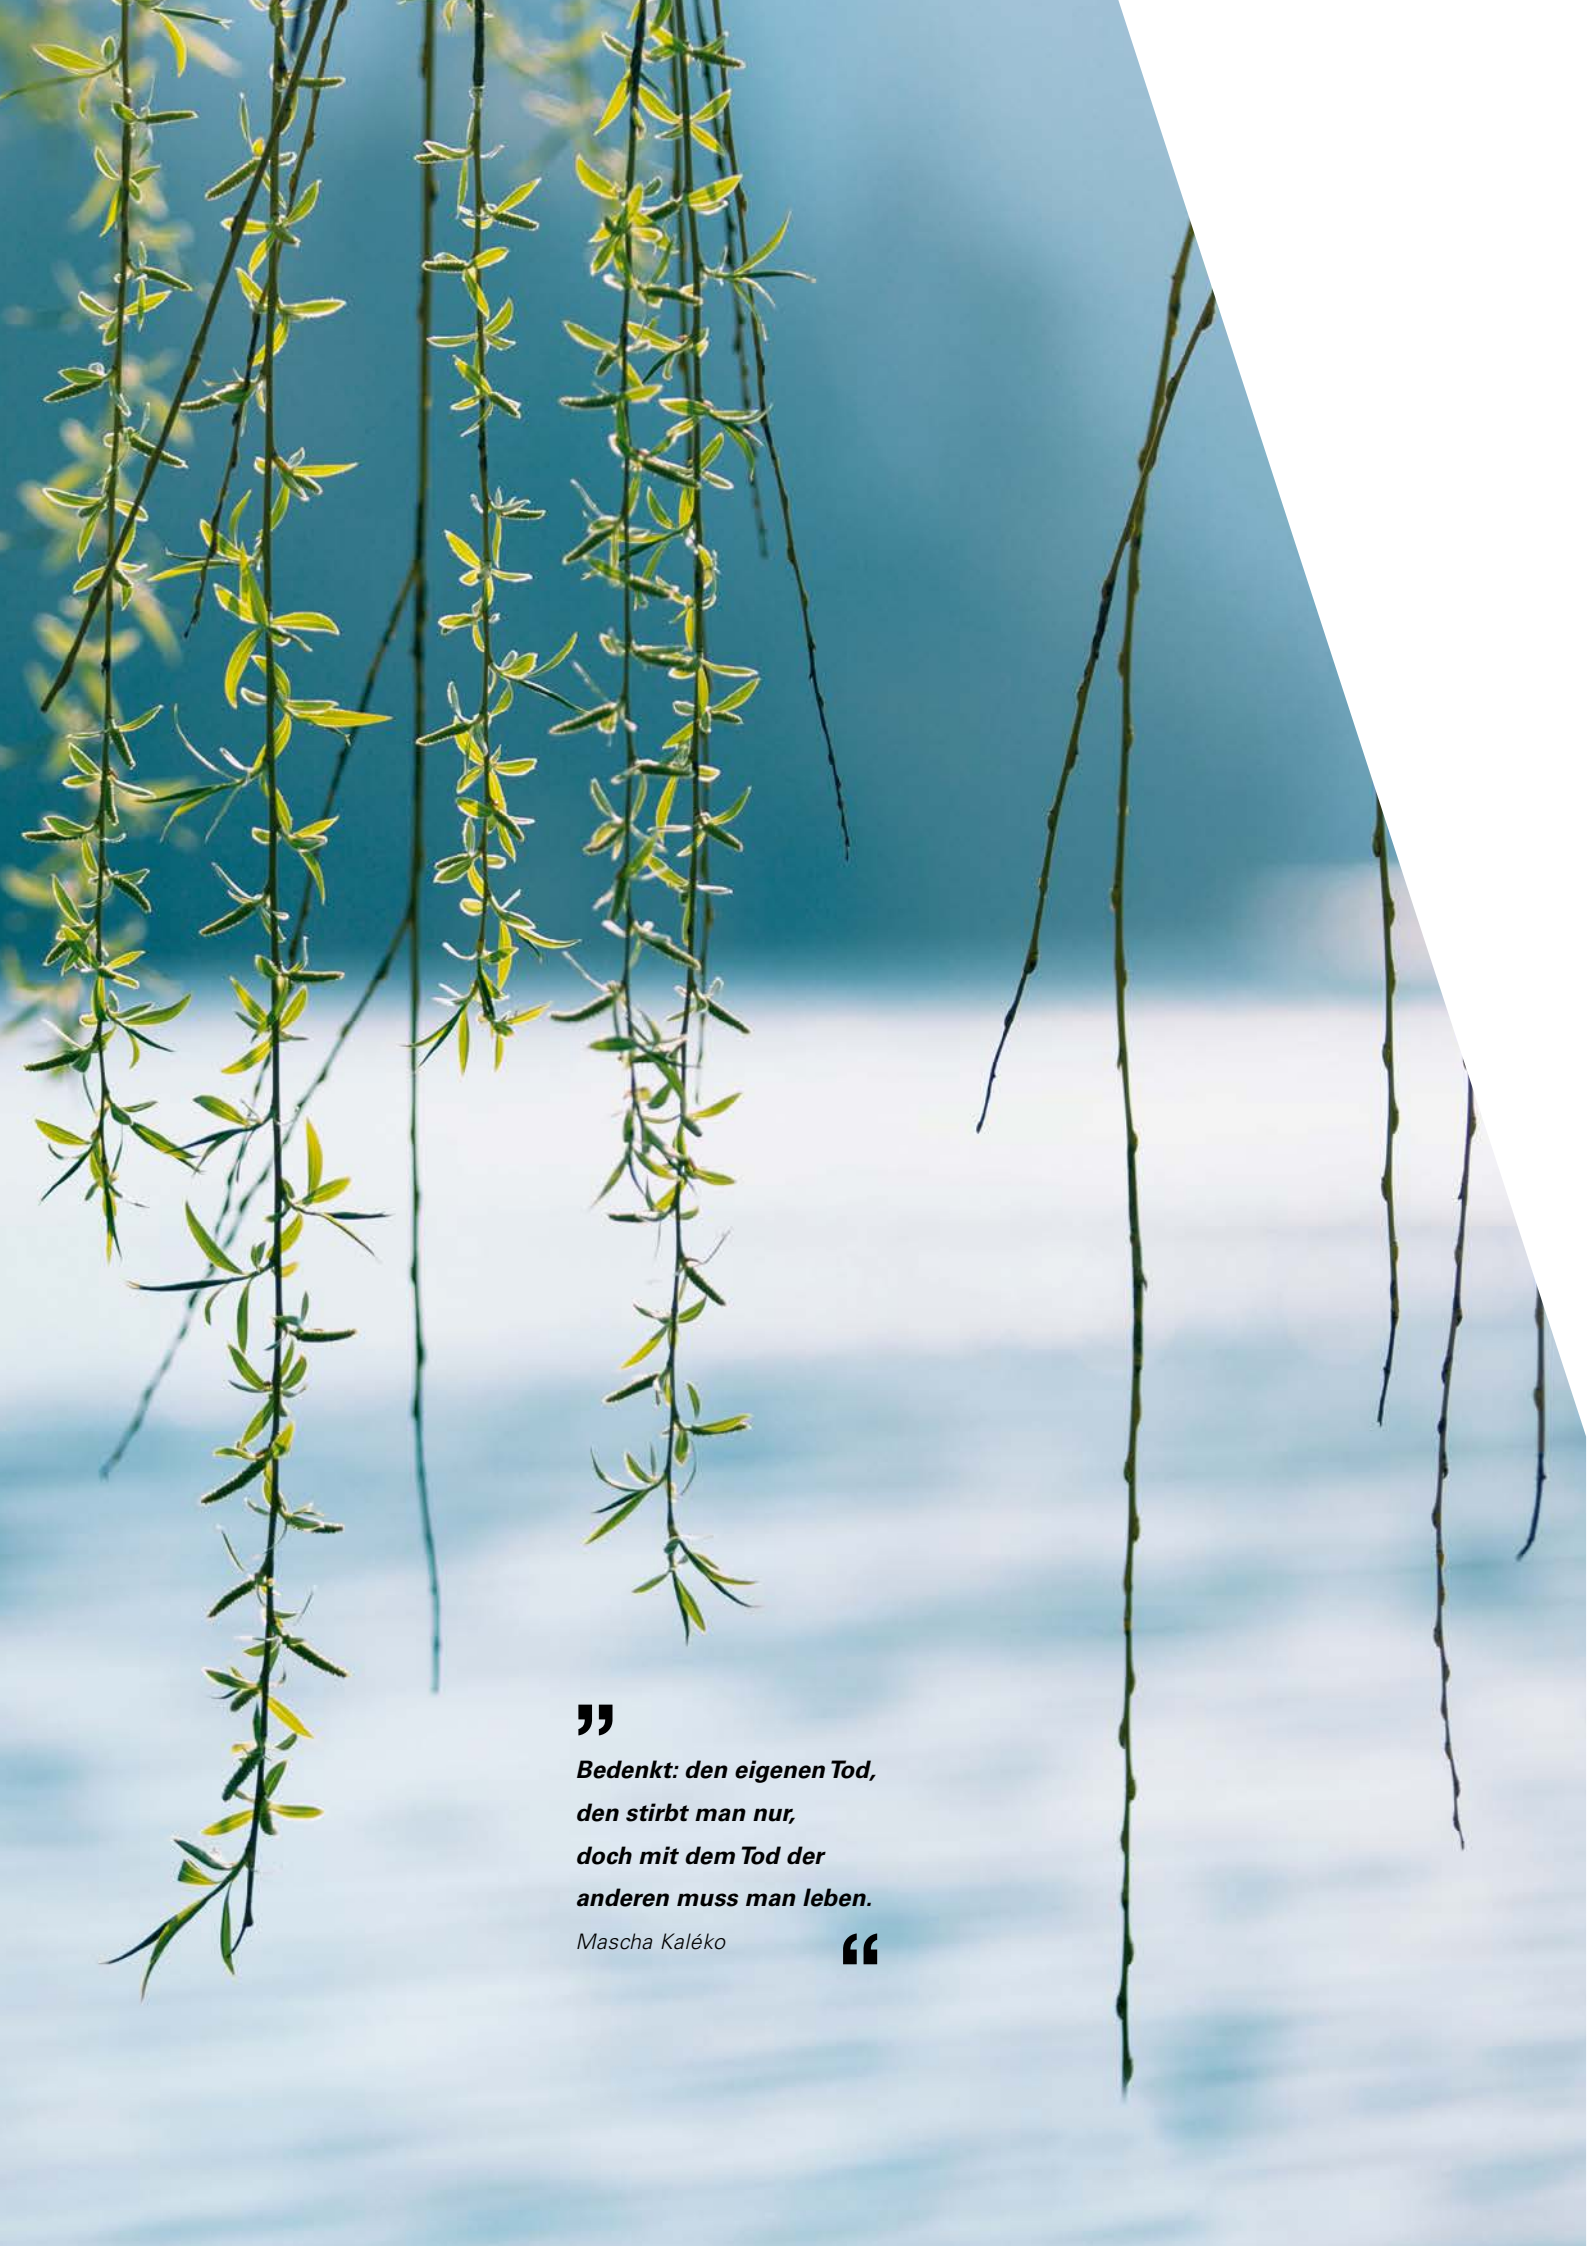 ”
Bedenkt: den eigenen Tod,
den stirbt man nur,
doch mit dem Tod der
anderen muss man leben.
Mascha Kaléko
“